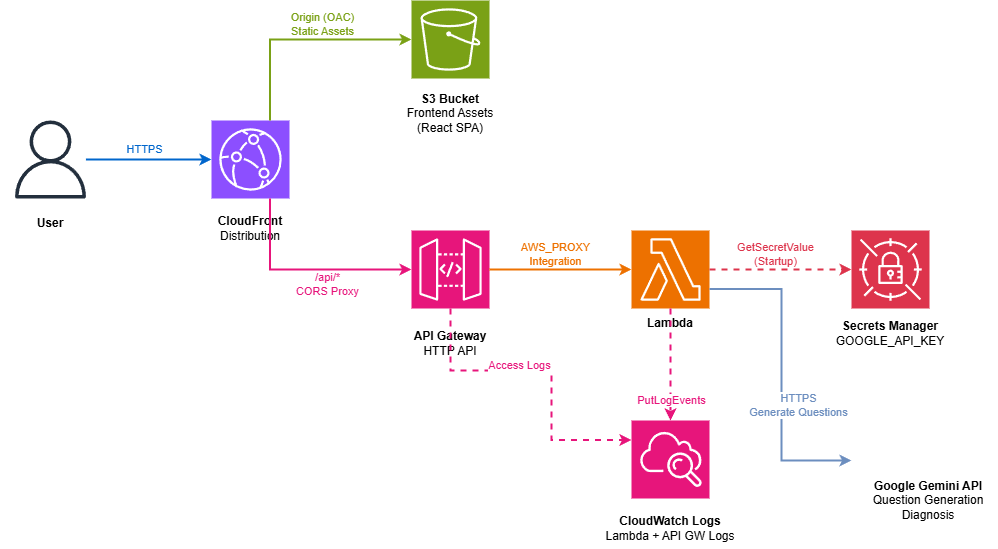 Origin (OAC)
Static Assets
S3 Bucket
Frontend Assets
(React SPA)
HTTPS
User
CloudFront
Distribution
/api/*
CORS Proxy
API Gateway
HTTP API
AWS_PROXY
Integration
Lambda
GetSecretValue
(Startup)
Secrets Manager
GOOGLE_API_KEY
Access Logs
PutLogEvents
HTTPS
Generate Questions
CloudWatch Logs
Lambda + API GW Logs
Google Gemini API
Question Generation
Diagnosis